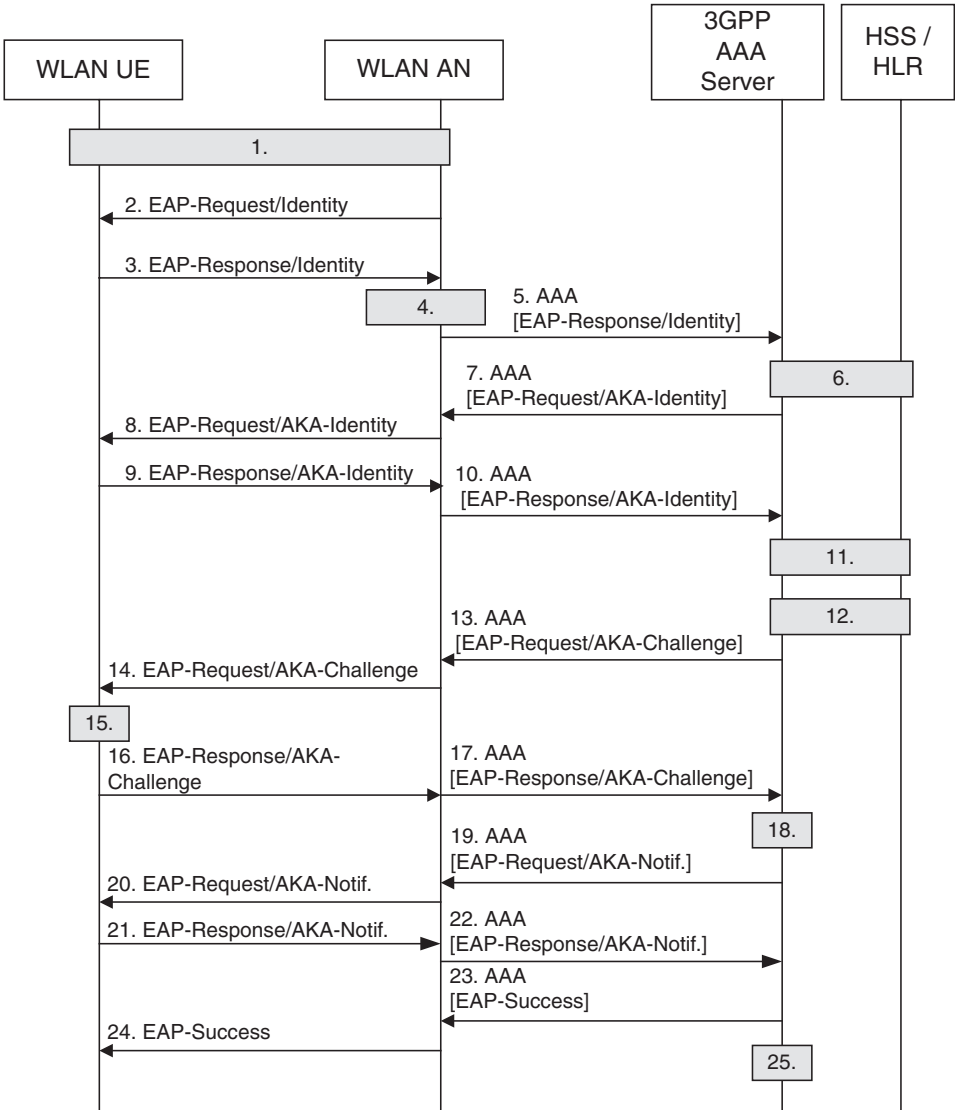 WLAN UE
WLAN AN
3GPP
AAA
Server
HSS /
HLR
1.
2. EAP-Request/Identity
3. EAP-Response/Identity
4.
5. AAA
[EAP-Response/Identity]
6.
7. AAA
[EAP-Request/AKA-Identity]
8. EAP-Request/AKA-Identity
9. EAP-Response/AKA-Identity
10. AAA
[EAP-Response/AKA-Identity]
11.
12.
13. AAA
[EAP-Request/AKA-Challenge]
14. EAP-Request/AKA-Challenge
15.
16. EAP-Response/AKA-
Challenge
17. AAA
[EAP-Response/AKA-Challenge]
18.
19. AAA
[EAP-Request/AKA-Notif.]
20. EAP-Request/AKA-Notif.
21. EAP-Response/AKA-Notif.
22. AAA
[EAP-Response/AKA-Notif.]
23. AAA
[EAP-Success]
24. EAP-Success
25.